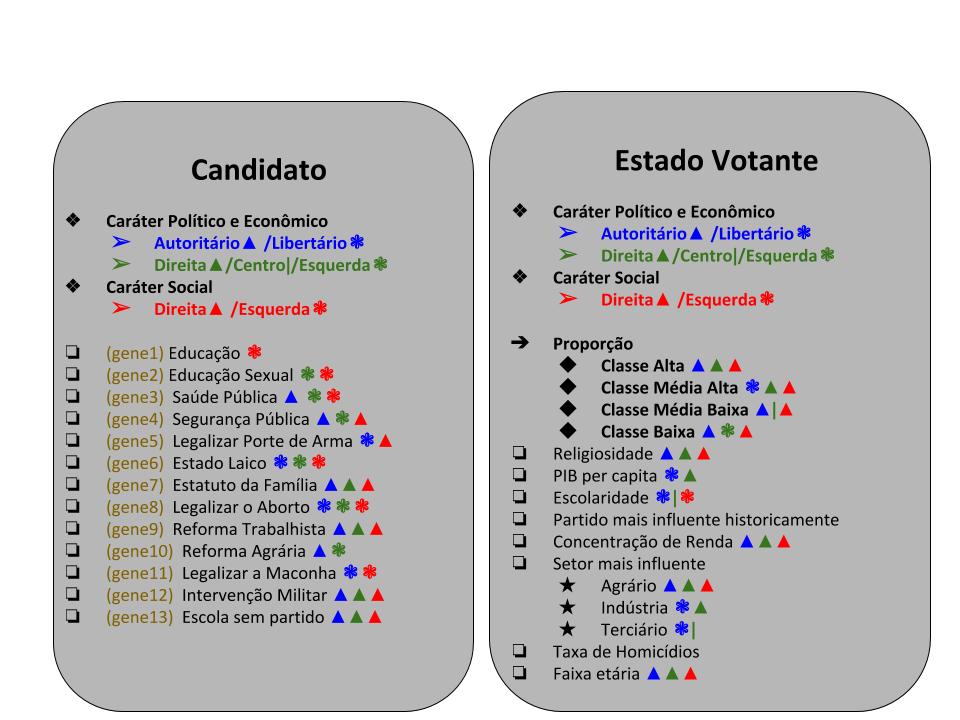 Candidato
❖ Caráter Político e Econômico
➢ Autoritário▲ /Libertário❃
➢ Direita▲/Centro|/Esquerda❃
❖ Caráter Social
➢ Direita▲ /Esquerda❃
❏ (gene1) Educação ❃
❏ (gene2) Educação Sexual ❃ ❃
❏ (gene3) Saúde Pública ▲ ❃ ❃
❏ (gene4) Segurança Pública ▲ ❃ ▲
❏ (gene5) Legalizar Porte de Arma ❃ ▲
❏ (gene6) Estado Laico ❃ ❃ ❃
❏ (gene7) Estatuto da Família ▲ ▲ ▲
❏ (gene8) Legalizar o Aborto ❃ ❃ ❃
❏ (gene9) Reforma Trabalhista ▲ ▲ ▲
❏ (gene10) Reforma Agrária ▲ ❃
❏ (gene11) Legalizar a Maconha ❃ ❃
❏ (gene12) Intervenção Militar ▲ ▲ ▲
❏ (gene13) Escola sem partido ▲ ▲ ▲
Estado Votante
❖ Caráter Político e Econômico
➢ Autoritário▲ /Libertário❃
➢ Direita▲/Centro|/Esquerda❃
❖ Caráter Social
➢ Direita▲ /Esquerda❃
➔ Proporção
◆ Classe Alta ▲ ▲ ▲
◆ Classe Média Alta ❃ ▲ ▲
◆ Classe Média Baixa ▲|▲
◆ Classe Baixa ▲ ❃ ▲
❏ Religiosidade ▲ ▲ ▲
❏ PIB per capita ❃ ▲
❏ Escolaridade ❃|❃
❏ Partido mais influente historicamente
❏ Concentração de Renda ▲ ▲ ▲
❏ Setor mais influente
★ Agrário ▲ ▲ ▲
★ Indústria ❃ ▲
★ Terciário ❃|
❏ Taxa de Homicídios
❏ Faixa etária ▲ ▲ ▲